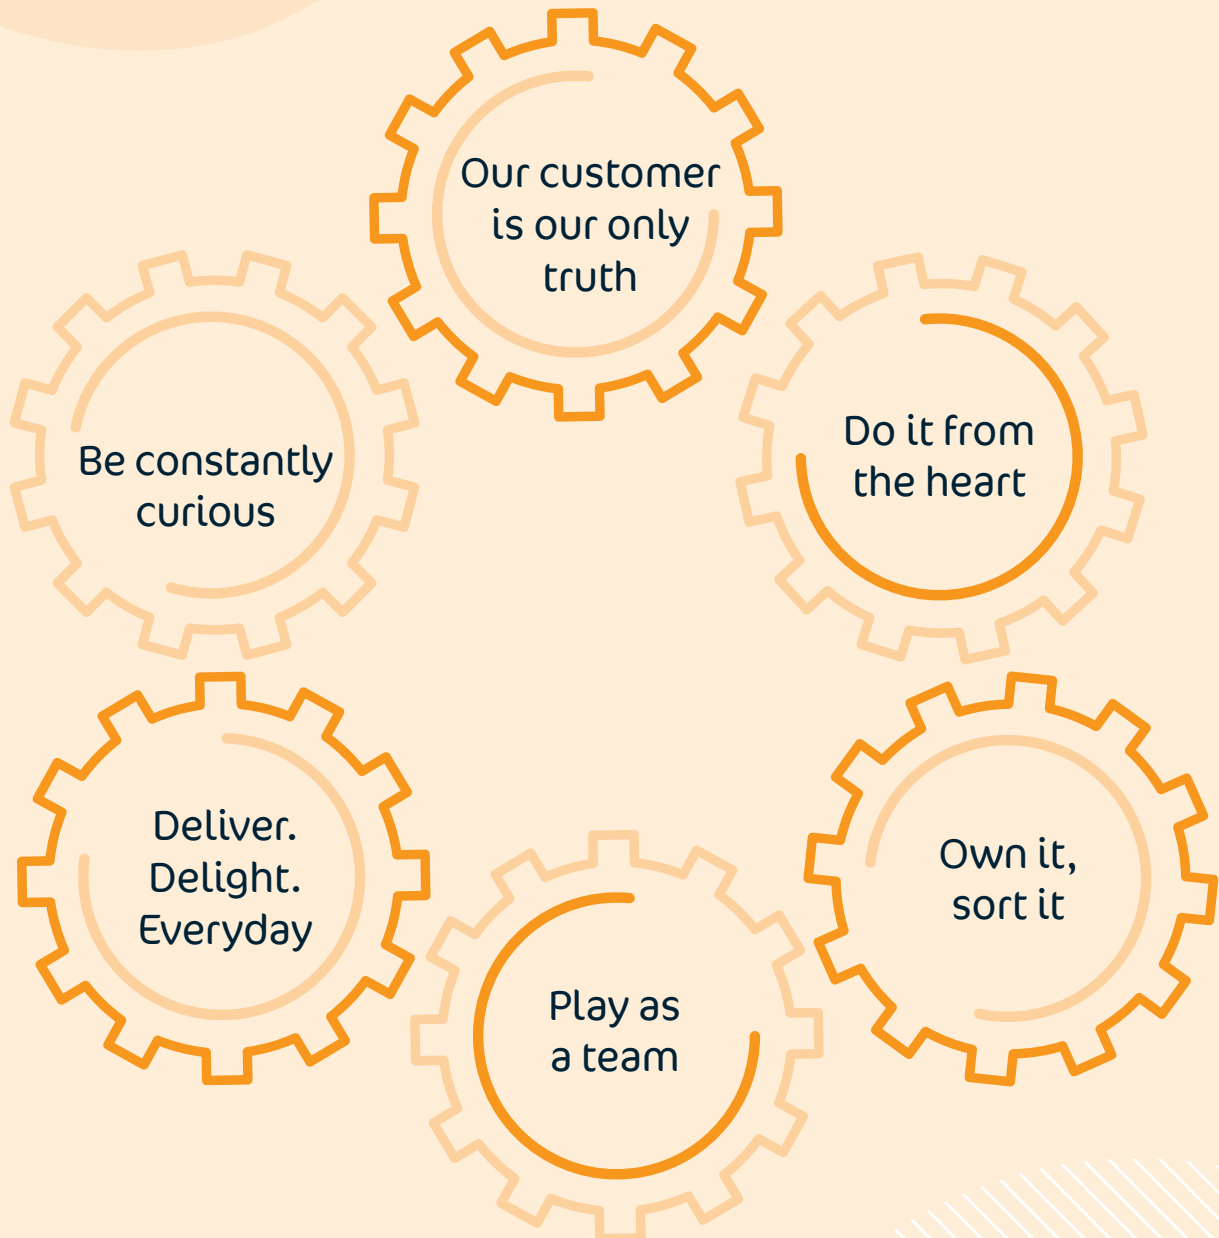 Our customer
is our only
truth
Do it from
the heart
Be constantly
curious
Deliver.
Delight.
Everyday
Own it,
sort it
Play as
a team